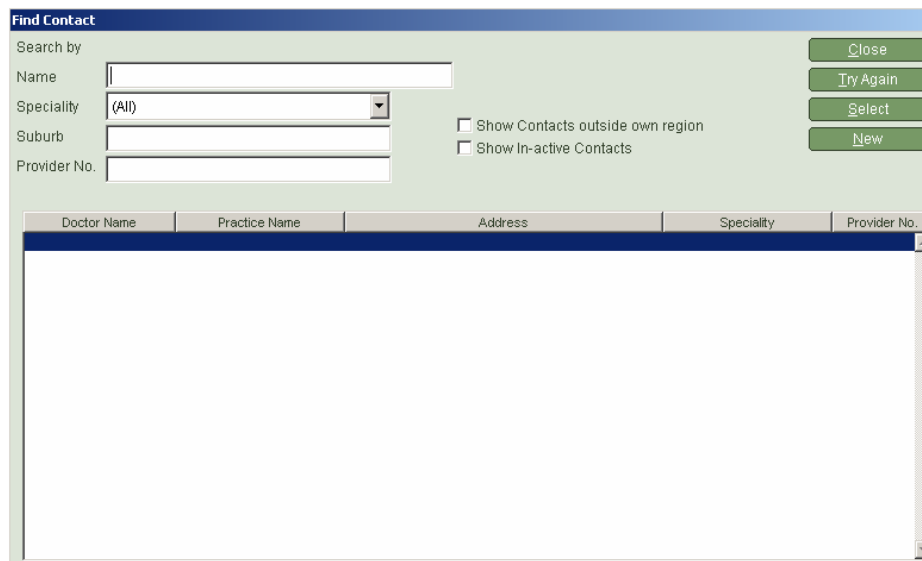 Find Contact
Search by
Close
Name
Try Again
Speciality (All)
Select
Show Contacts outside own region
Suburb
New
Show In-active Contacts
Provider No.
Doctor Name Practice Name Address Speciality Provider No.